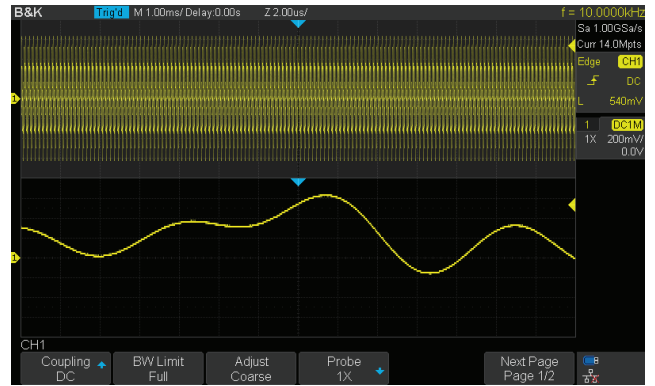 B&K Trig'd M 1.00ms/ Delay:0.00s Z 2.00us/ f = 10.0000kHz
Sa 1.00GSa/s
Curr 14.0Mpts
Edge CH1
DC
L 540mV
1 DC1M
1X 200mV/
0.0V
1
1
CH1
Coupling BW Limit Adjust Probe Next Page
DC Full Coarse 1X Page 1/2